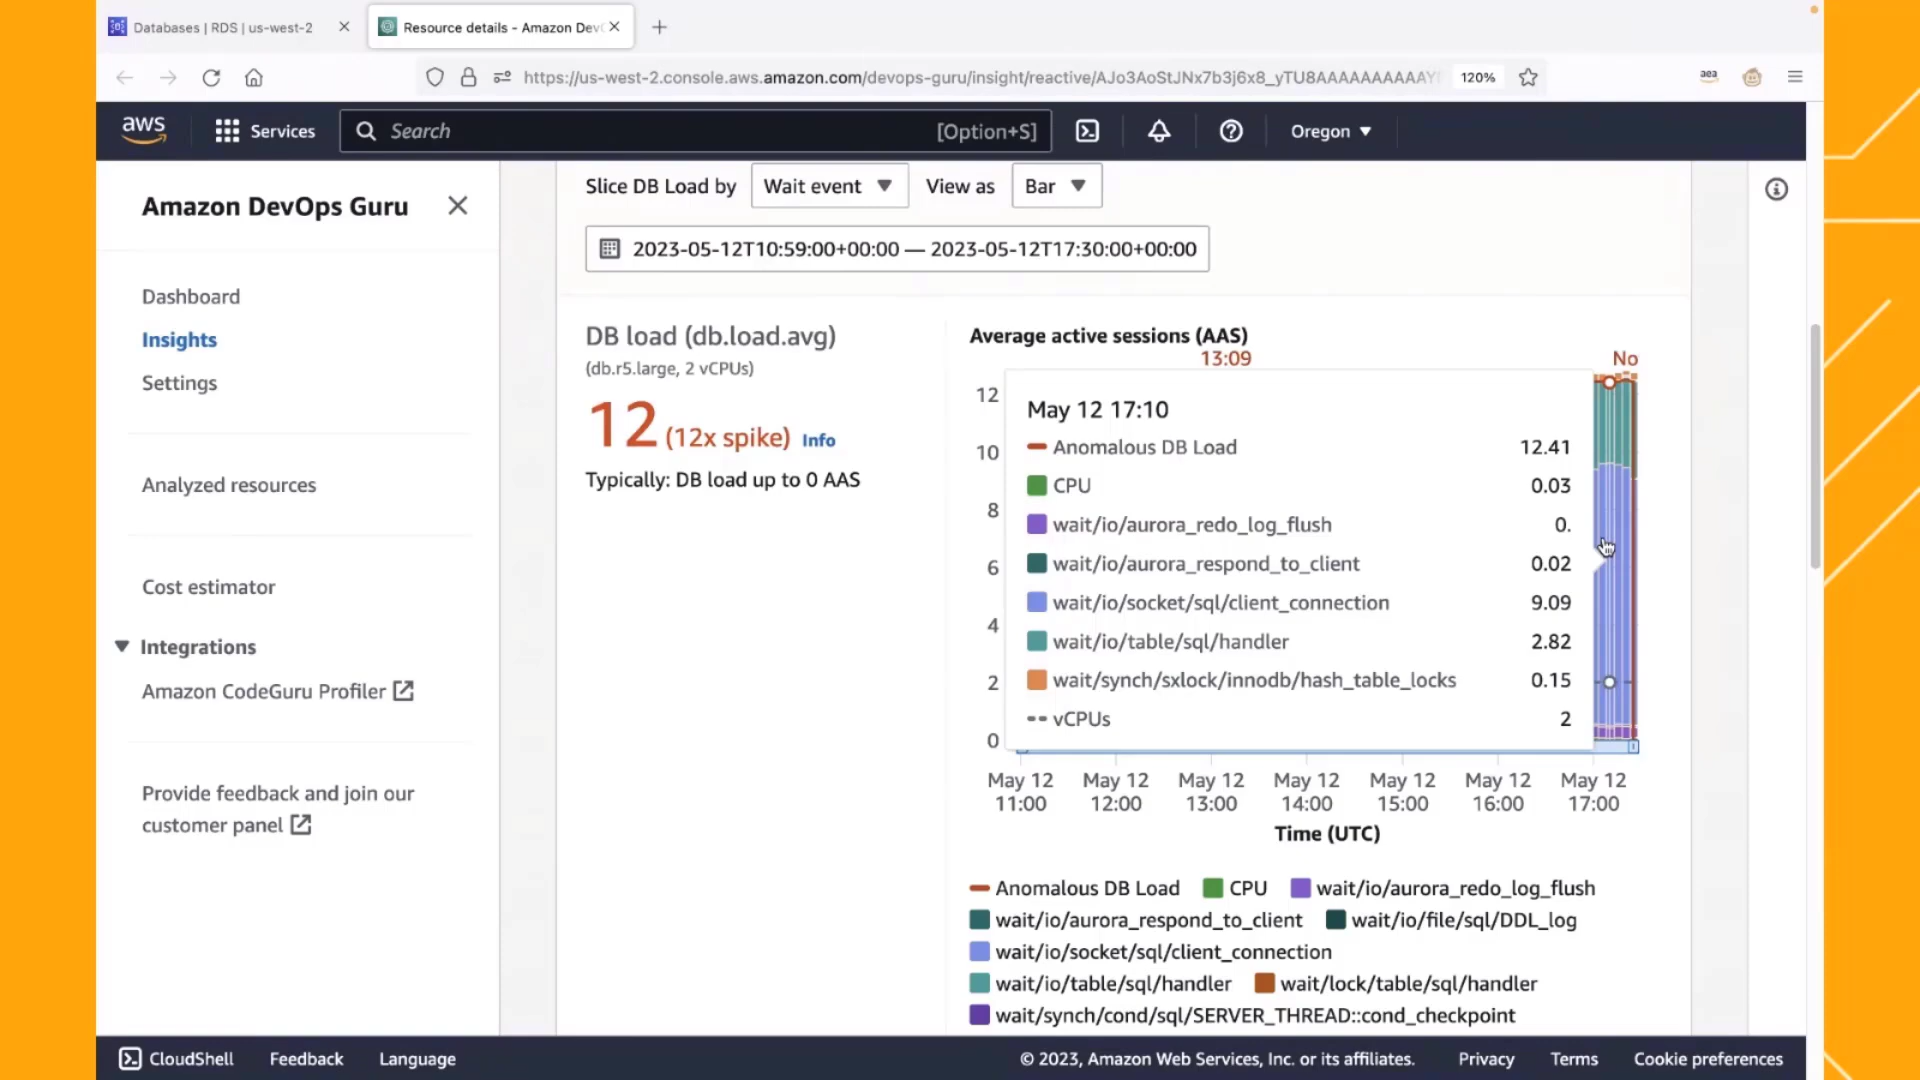 Databases | RDS | us-west-2
Resource details - Amazon Dev
https://us-west-2.console.aws.amazon.com/devops-guru/insight/reactive/AJo3AoStJNx7b3j6x8_yTU8AAAAAAAAAAY
120%
aea
aws
Services
Search
[Option+S]
Oregon
Amazon DevOps Guru
Dashboard
Insights
Settings
Analyzed resources
Cost estimator
Integrations
Amazon CodeGuru Profiler
Provide feedback and join our
customer panel
Slice DB Load by
Wait event
View as
Bar
2023-05-12T10:59:00+00:00 — 2023-05-12T17:30:00+00:00
DB load (db.load.avg)
(db.r5.large, 2 vCPUs)
12 (12x spike) Info
Typically: DB load up to 0 AAS
Average active sessions (AAS)
13:09
No
12
10
8
6
4
2
0
May 12 17:10
Anomalous DB Load 12.41
CPU 0.03
wait/io/aurora_redo_log_flush 0.
wait/io/aurora_respond_to_client 0.02
wait/io/socket/sql/client_connection 9.09
wait/io/table/sql/handler 2.82
wait/synch/sxlock/innodb/hash_table_locks 0.15
vCPUs 2
May 12 May 12 May 12 May 12 May 12 May 12 May 12
11:00 12:00 13:00 14:00 15:00 16:00 17:00
Time (UTC)
Anomalous DB Load CPU wait/io/aurora_redo_log_flush
wait/io/aurora_respond_to_client wait/io/file/sql/DDL_log
wait/io/socket/sql/client_connection
wait/io/table/sql/handler wait/lock/table/sql/handler
wait/synch/cond/sql/SERVER_THREAD::cond_checkpoint
CloudShell
Feedback
Language
© 2023, Amazon Web Services, Inc. or its affiliates.
Privacy
Terms
Cookie preferences